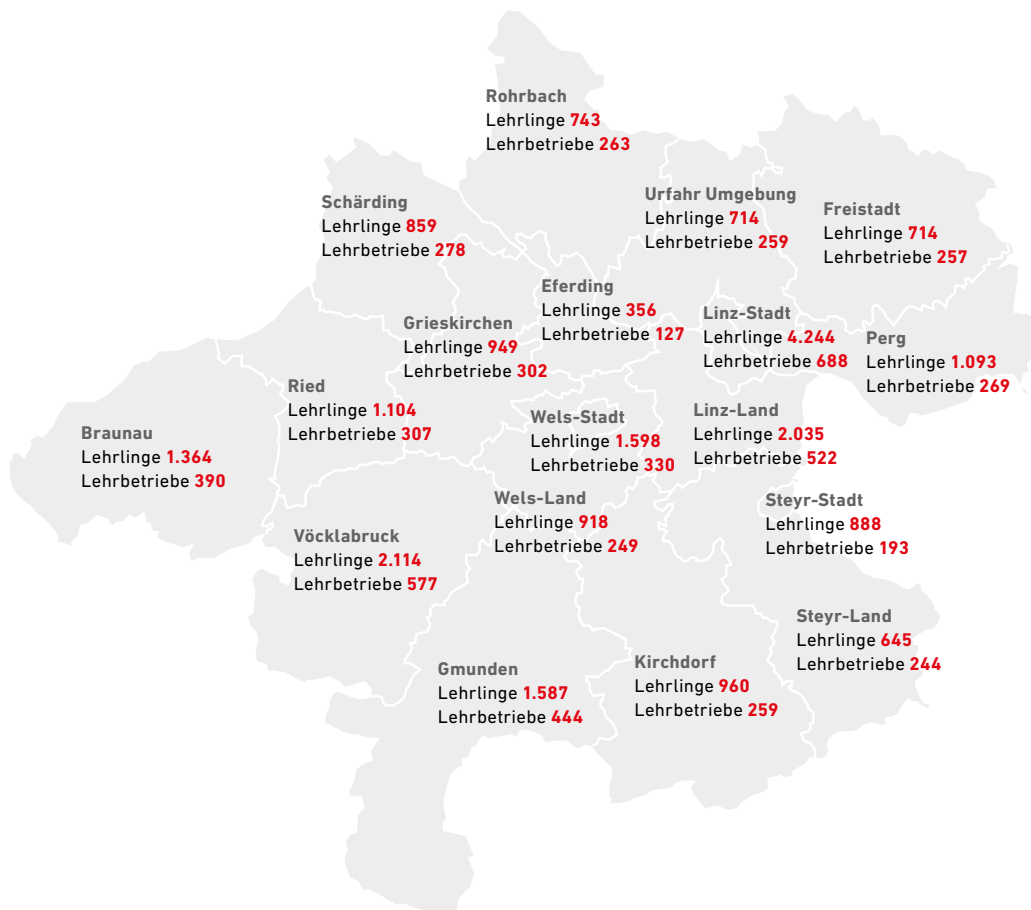 Rohrbach
Lehrlinge 743
Lehrbetriebe 263
Schärding
Lehrlinge 859
Lehrbetriebe 278
Urfahr Umgebung
Lehrlinge 714
Lehrbetriebe 259
Freistadt
Lehrlinge 714
Lehrbetriebe 257
Eferding
Lehrlinge 356
Lehrbetriebe 127
Grieskirchen
Lehrlinge 949
Lehrbetriebe 302
Linz-Stadt
Lehrlinge 4.244
Lehrbetriebe 688
Perg
Lehrlinge 1.093
Lehrbetriebe 269
Ried
Lehrlinge 1.104
Lehrbetriebe 307
Braunau
Lehrlinge 1.364
Lehrbetriebe 390
Wels-Stadt
Lehrlinge 1.598
Lehrbetriebe 330
Linz-Land
Lehrlinge 2.035
Lehrbetriebe 522
Wels-Land
Lehrlinge 918
Lehrbetriebe 249
Steyr-Stadt
Lehrlinge 888
Lehrbetriebe 193
Vöcklabruck
Lehrlinge 2.114
Lehrbetriebe 577
Steyr-Land
Lehrlinge 645
Lehrbetriebe 244
Gmunden
Lehrlinge 1.587
Lehrbetriebe 444
Kirchdorf
Lehrlinge 960
Lehrbetriebe 259